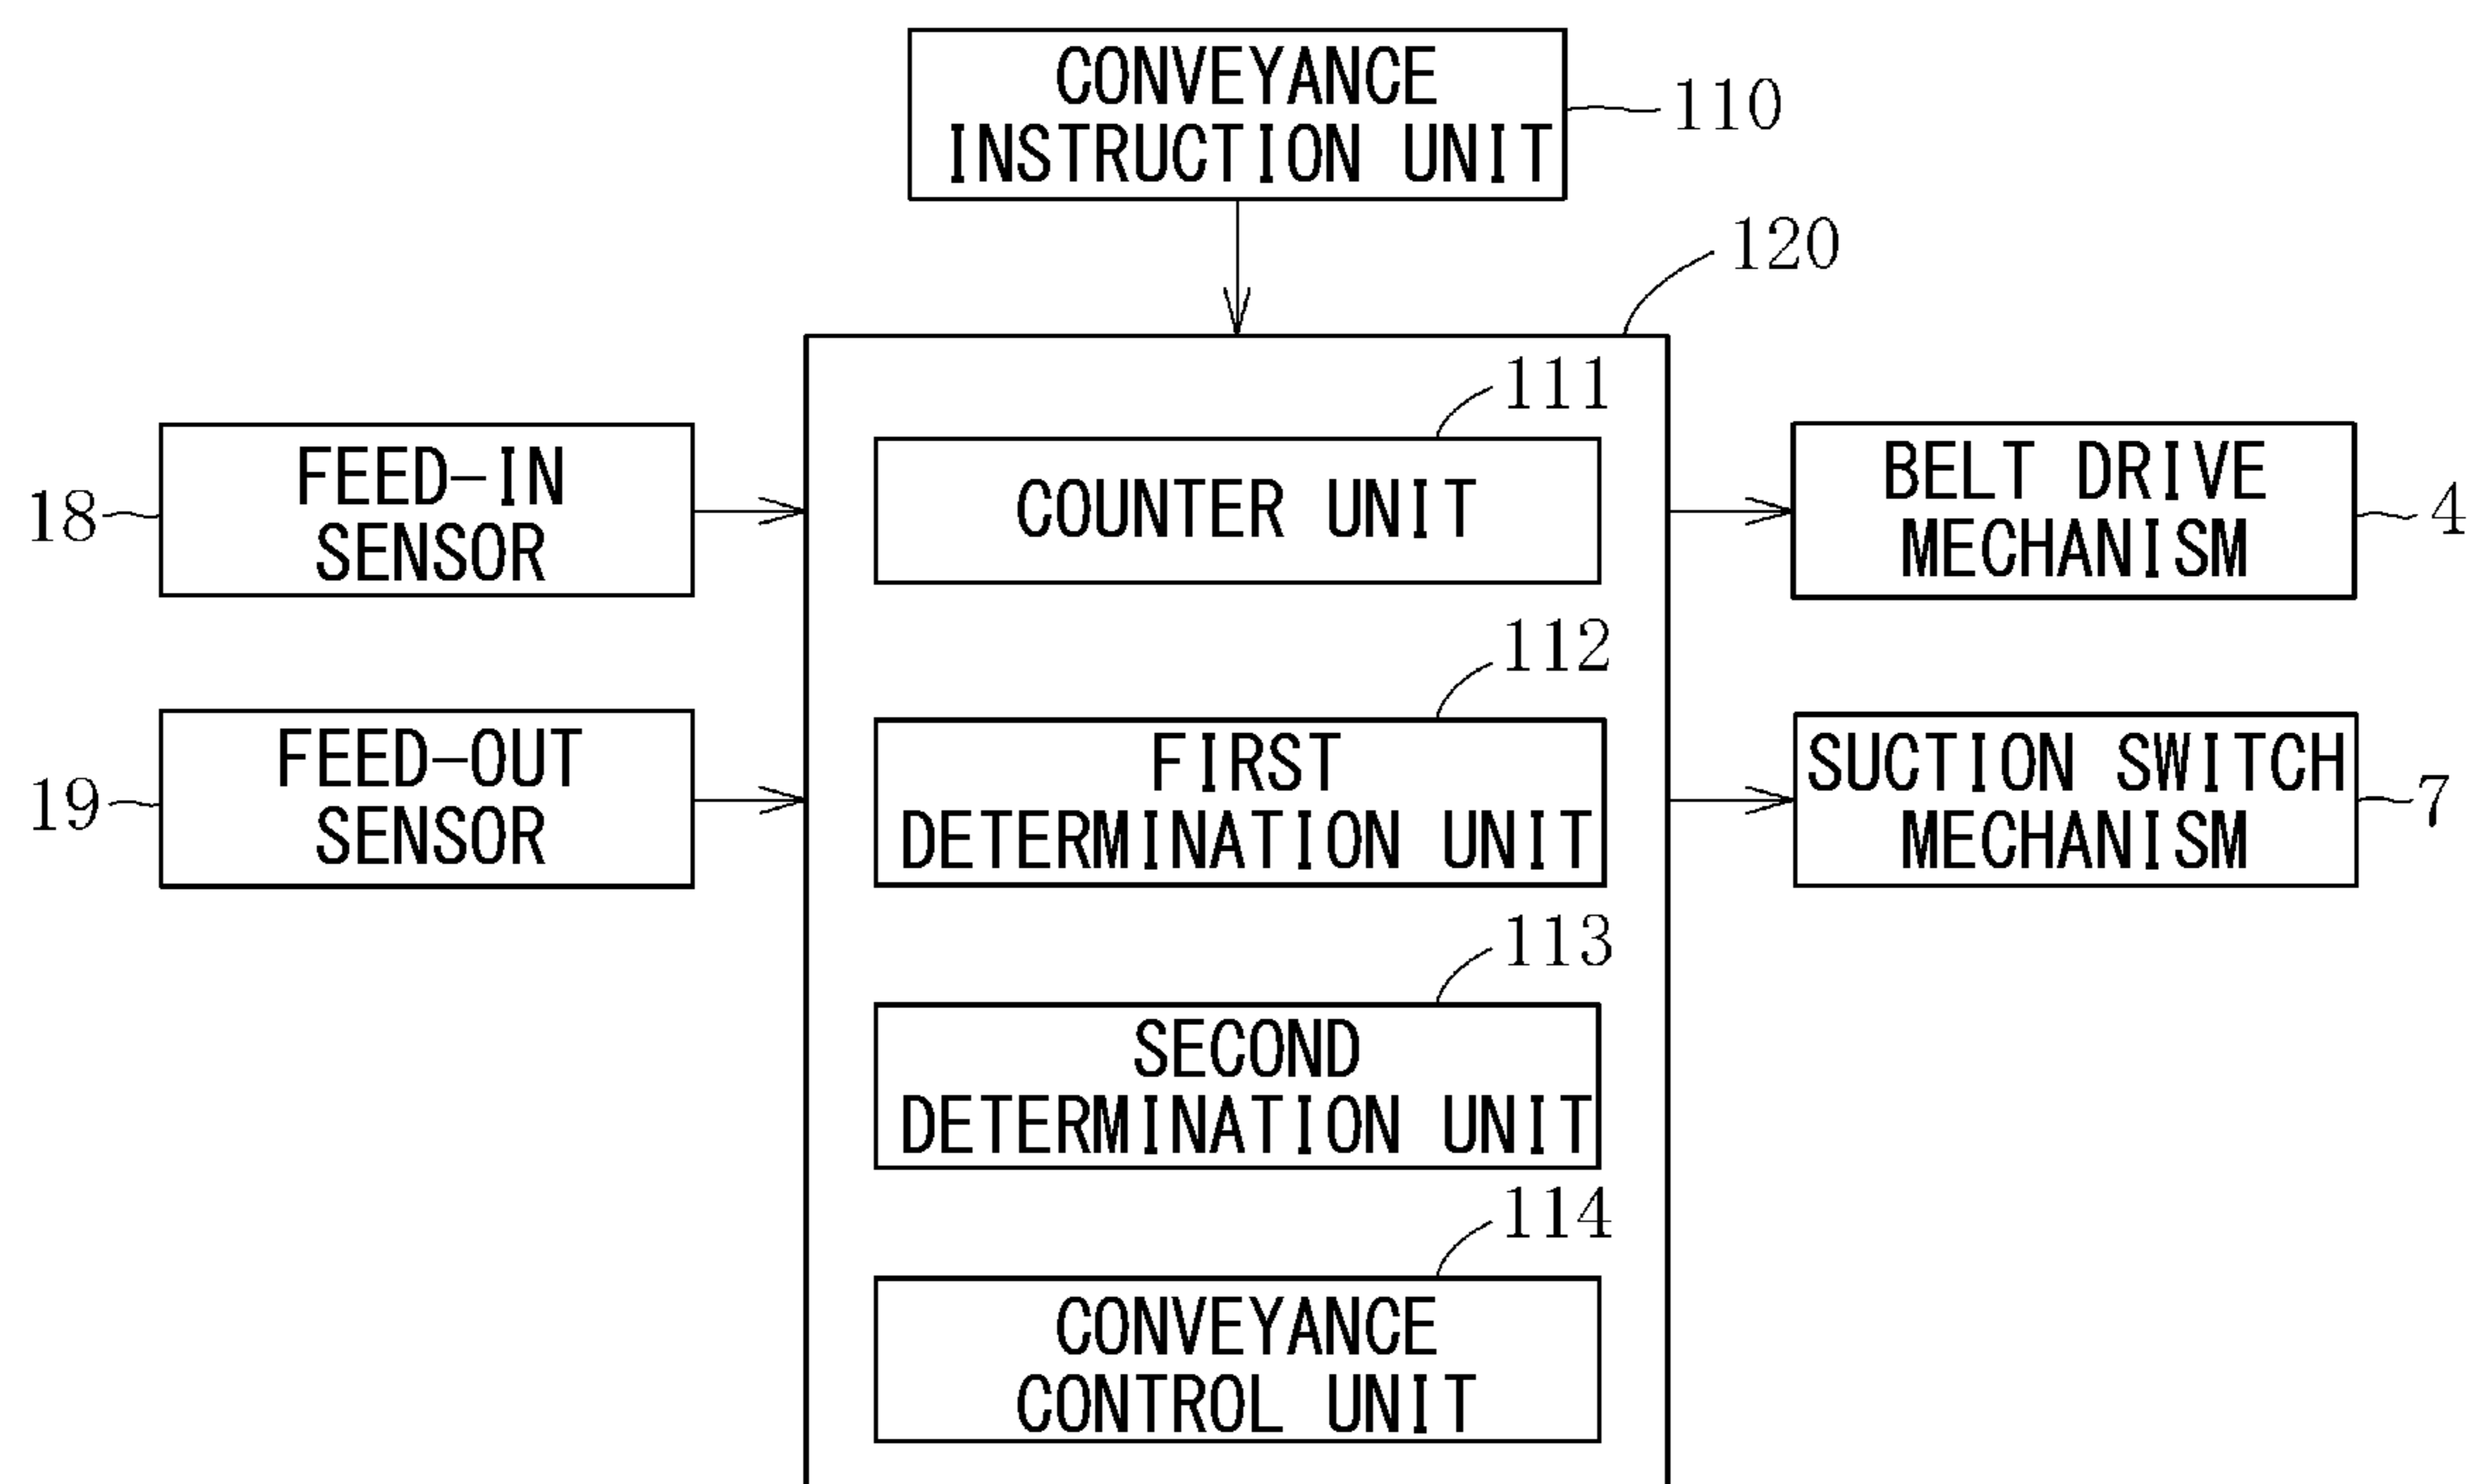 CONVEYANCE
INSTRUCTION UNIT
110
120
111
FEED-IN
SENSOR
18
COUNTER UNIT
BELT DRIVE
MECHANISM
4
112
FEED-OUT
SENSOR
19
FIRST
DETERMINATION UNIT
SUCTION SWITCH
MECHANISM
7
113
SECOND
DETERMINATION UNIT
114
CONVEYANCE
CONTROL UNIT